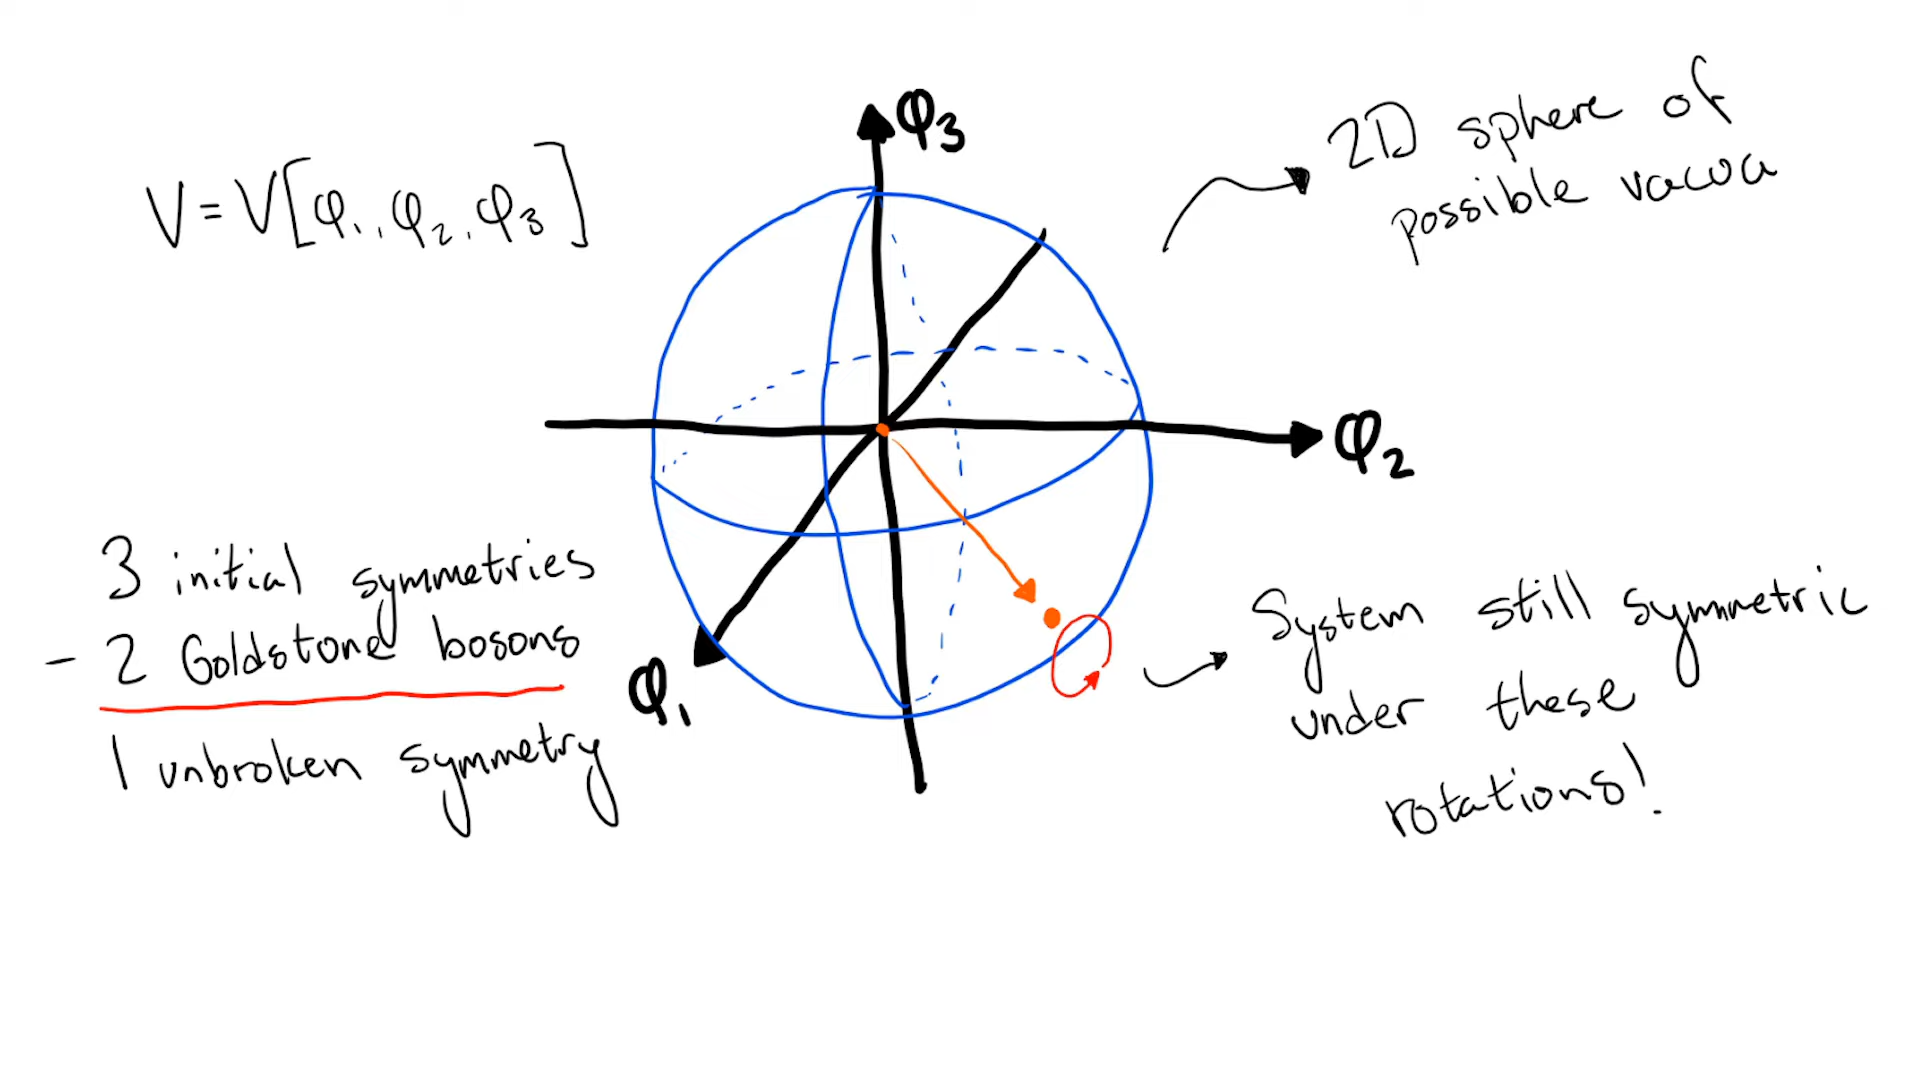 V = V[φ₁, φ₂, φ₃]
φ₃
2D sphere of
possible vacua
φ₂
φ₁
3 initial symmetries
- 2 Goldstone bosons
1 unbroken symmetry
System still symmetric
under these
rotations!